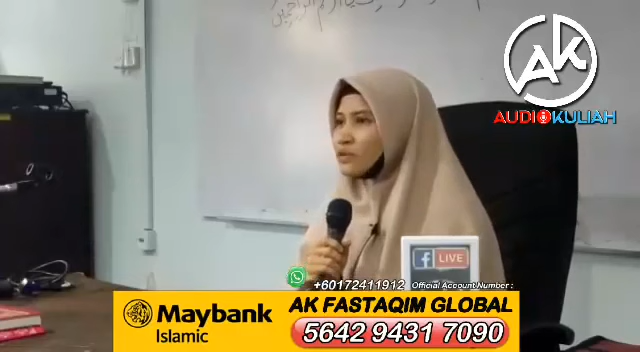 AK
AUDIOKULIAH
f LIVE
+60172411912 Official Account Number :
Maybank
Islamic
AK FASTAQIM GLOBAL
5642 9431 7090